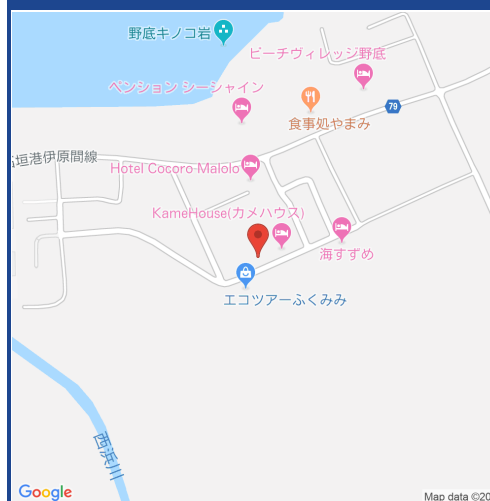 野底キノコ岩
ビーチヴィレッジ野底
ペンション シーシャイン
79
食事処やまみ
石垣港伊原間線
Hotel Cocoro Malolo
KameHouse(カメハウス)
海すずめ
エコツアーふくみみ
西浜川
Google
Map data ©20